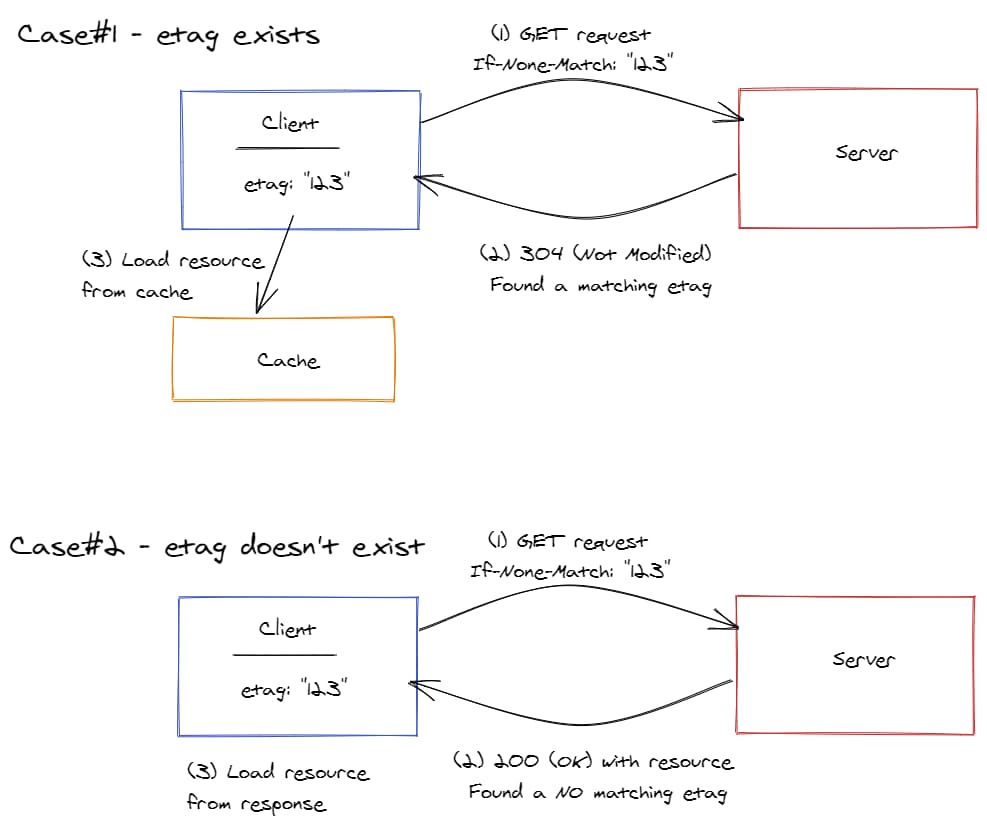 Case#1 - etag exists
(1) GET request
If-None-Match: "123"
Client
etag: "123"
Server
(2) 304 (Not Modified)
Found a matching etag
(3) Load resource
from cache
Cache
Case#2 - etag doesn't exist
(1) GET request
If-None-Match: "123"
Client
etag: "123"
Server
(2) 200 (OK) with resource
Found a NO matching etag
(3) Load resource
from response